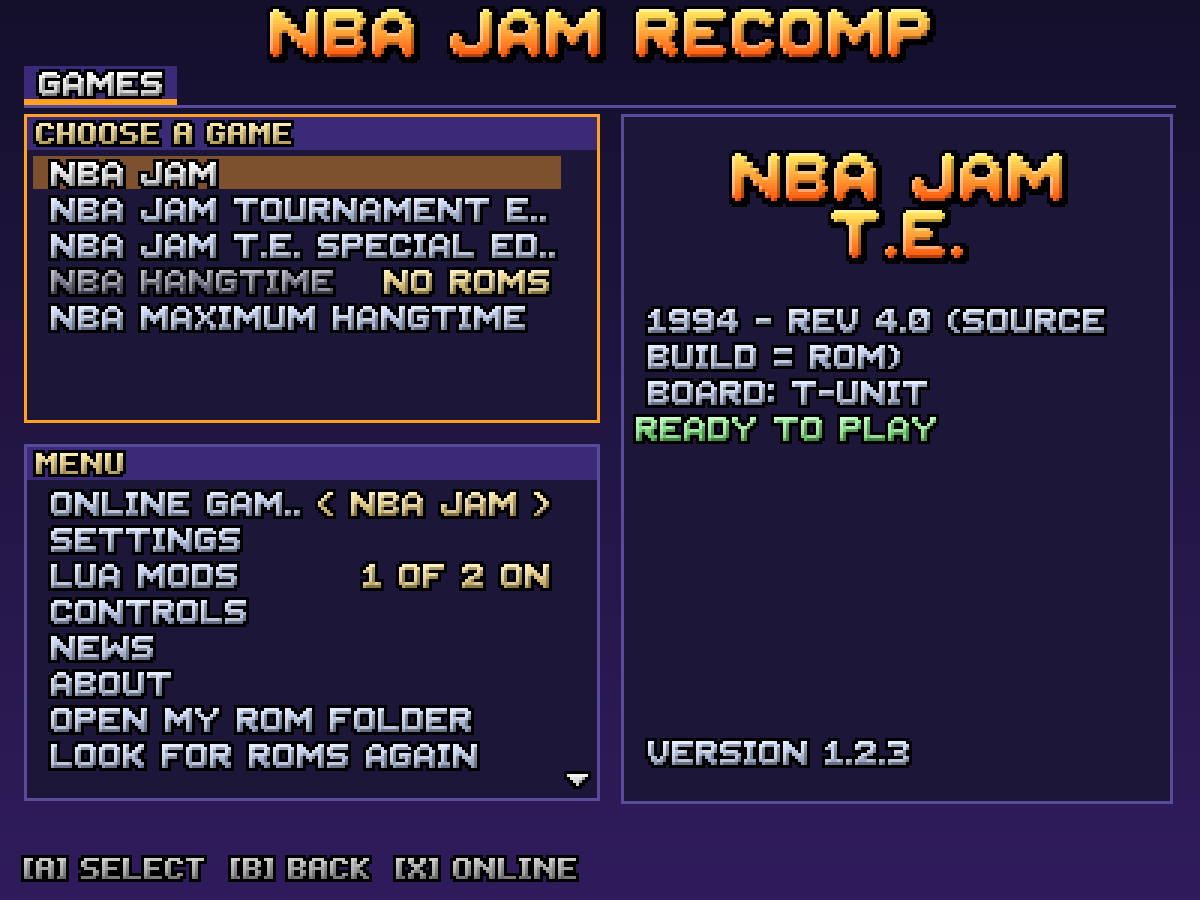 NBA JAM RECOMP
GAMES
CHOOSE A GAME
NBA JAM
NBA JAM TOURNAMENT E..
NBA JAM T.E. SPECIAL ED..
NBA HANGTIME NO ROMS
NBA MAXIMUM HANGTIME
MENU
ONLINE GAM.. < NBA JAM >
SETTINGS
LUA MODS 1 OF 2 ON
CONTROLS
NEWS
ABOUT
OPEN MY ROM FOLDER
LOOK FOR ROMS AGAIN
NBA JAM
T.E.
1994 - REV 4.0 (SOURCE
BUILD = ROM)
BOARD: T-UNIT
READY TO PLAY
VERSION 1.2.3
[A] SELECT [B] BACK [X] ONLINE